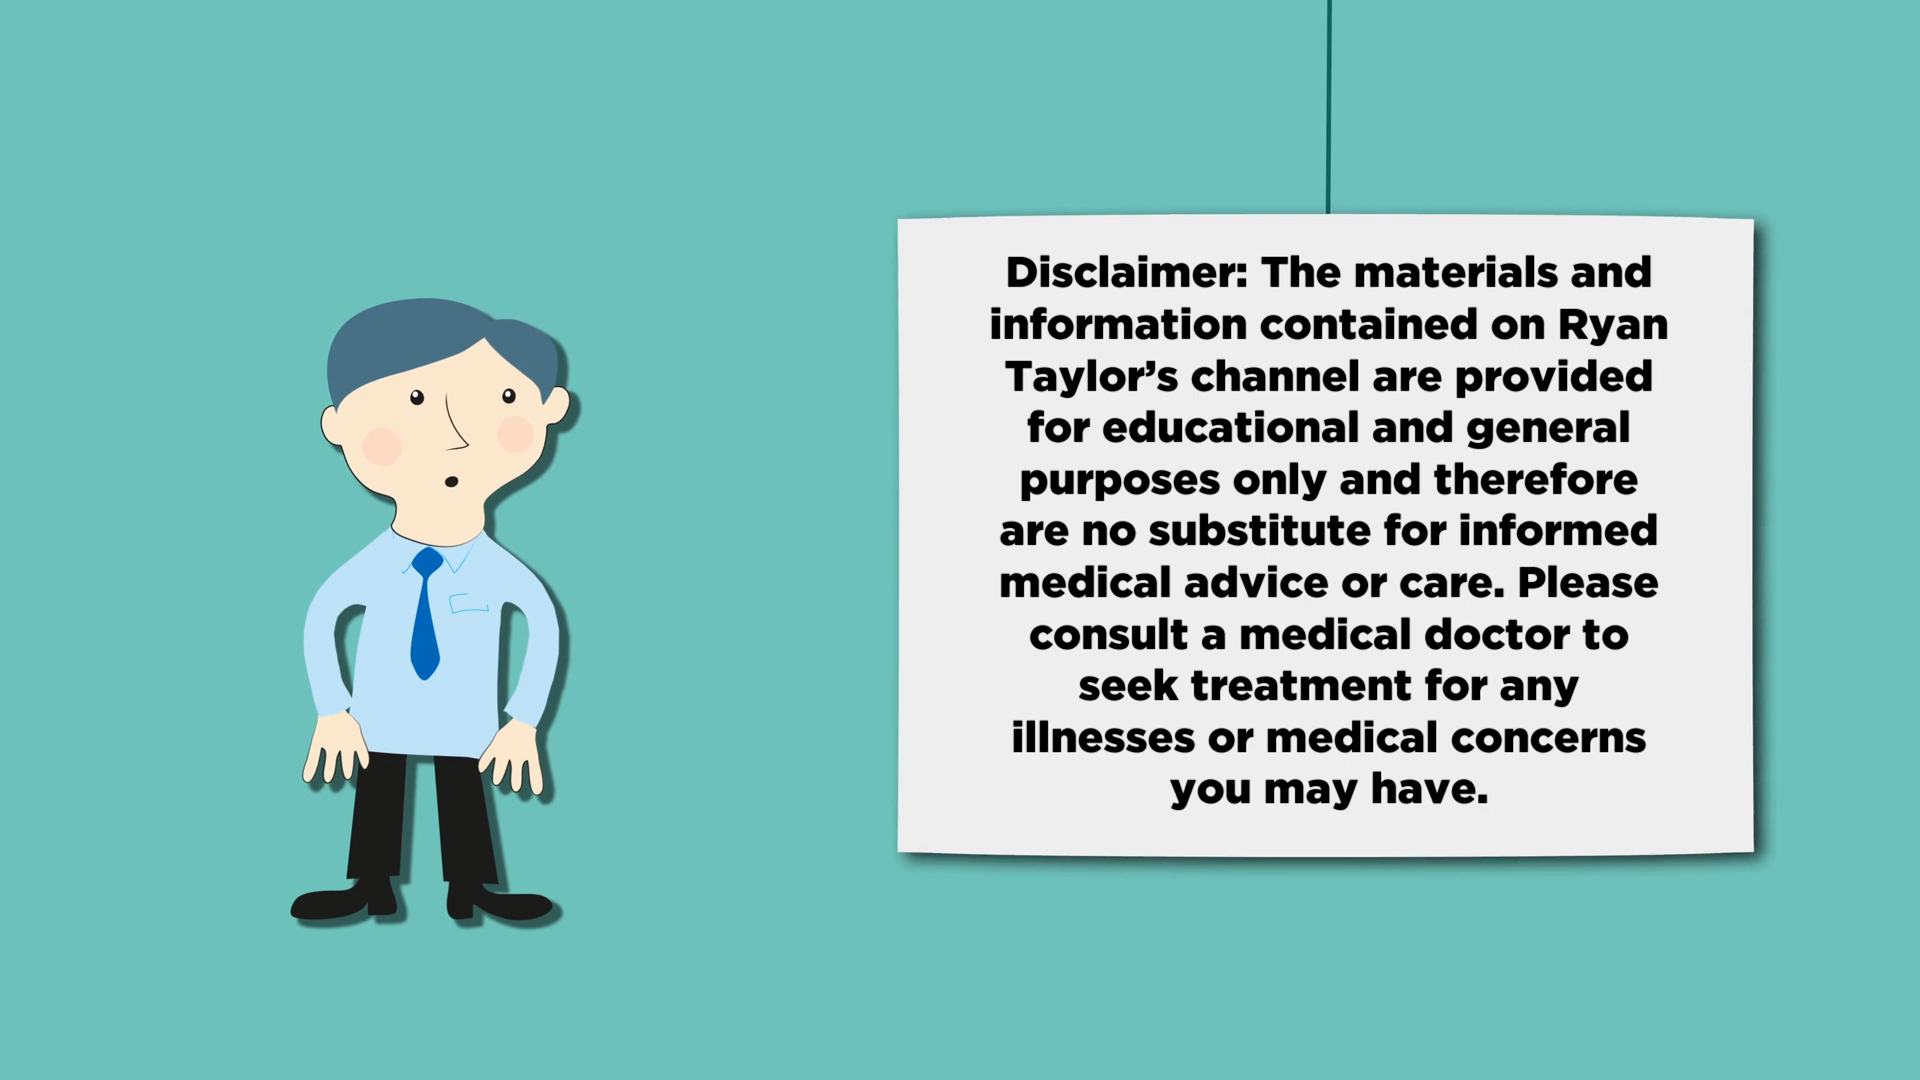 Disclaimer: The materials and
information contained on Ryan
Taylor’s channel are provided
for educational and general
purposes only and therefore
are no substitute for informed
medical advice or care. Please
consult a medical doctor to
seek treatment for any
illnesses or medical concerns
you may have.